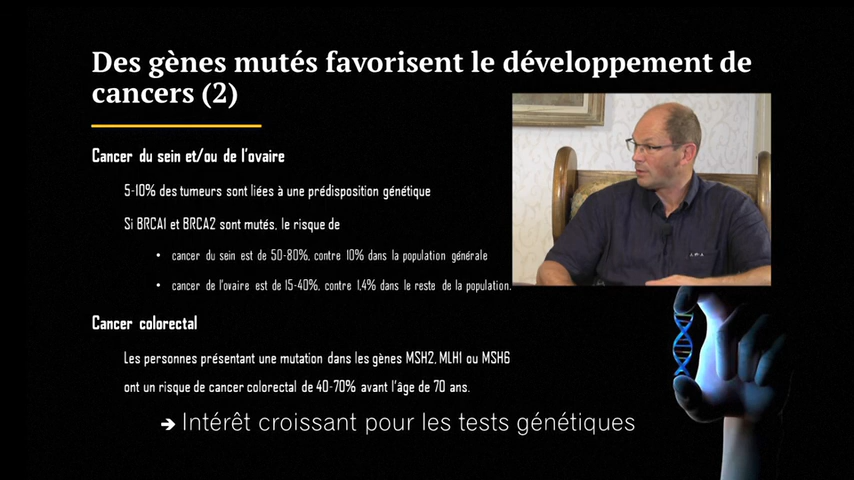 Des gènes mutés favorisent le développement de
cancers (2)
Cancer du sein et/ou de l'ovaire
5-10% des tumeurs sont liées à une prédisposition génétique
Si BRCA1 et BRCA2 sont mutés, le risque de
• cancer du sein est de 50-80%, contre 10% dans la population générale
• cancer de l'ovaire est de 15-40%, contre 1,4% dans le reste de la population.
Cancer colorectal
Les personnes présentant une mutation dans les gènes MSH2, MLH1 ou MSH6
ont un risque de cancer colorectal de 40-70% avant l'âge de 70 ans.
➔ Intérêt croissant pour les tests génétiques